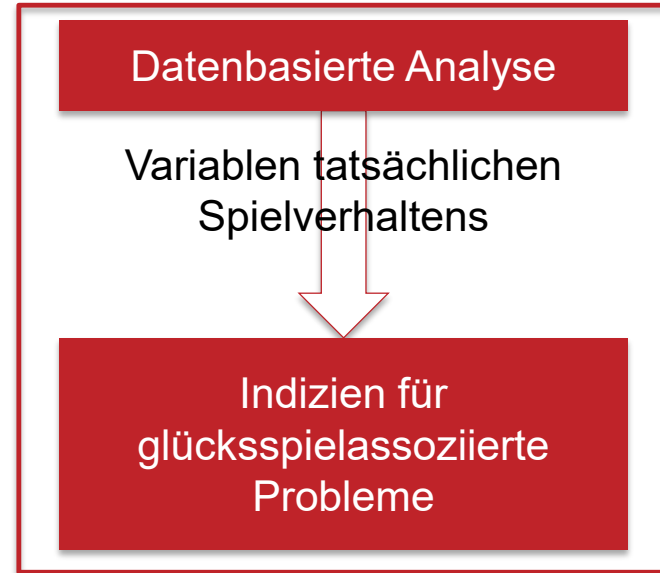 Datenbasierte Analyse
Variablen tatsächlichen
Spielverhaltens
Indizien für
glücksspielassoziierte
Probleme